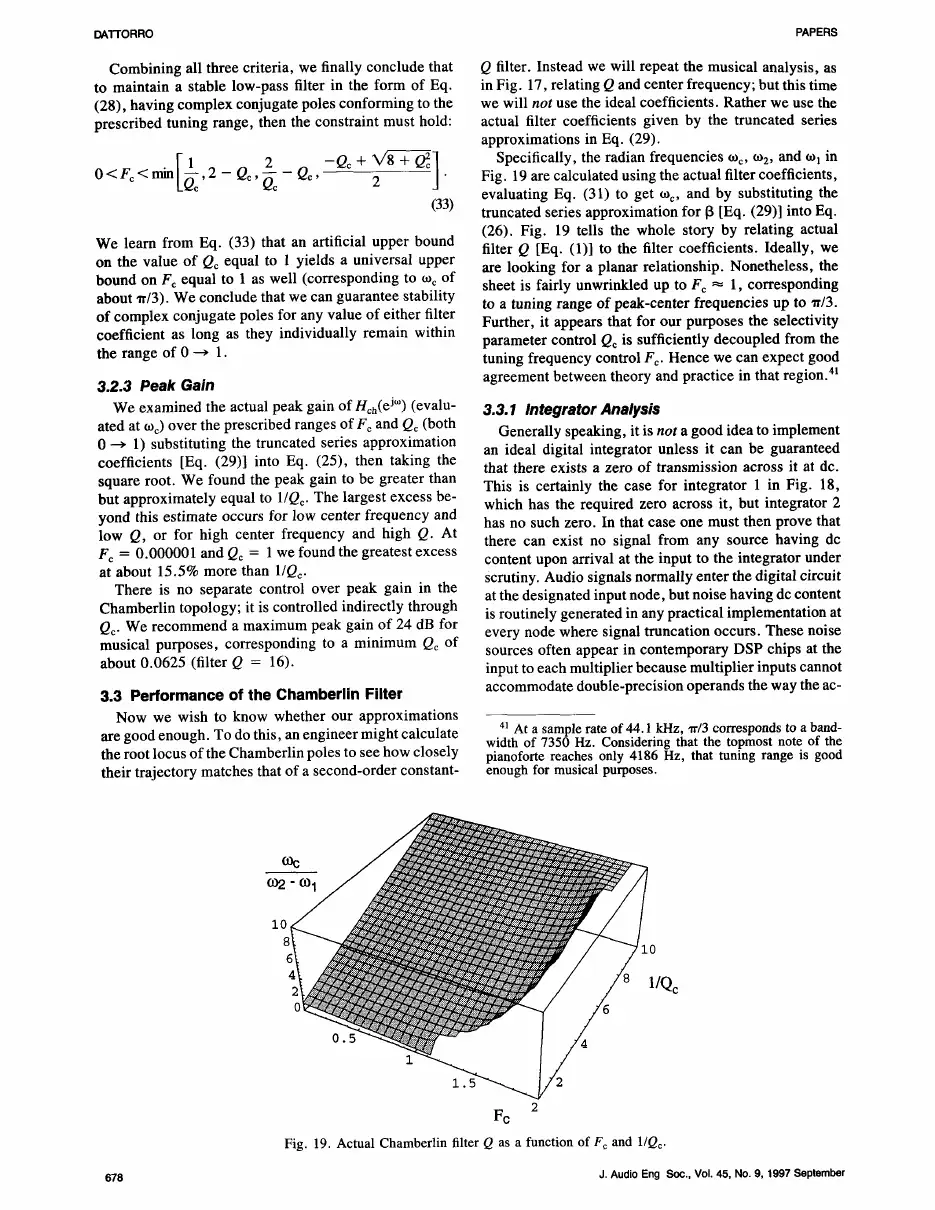 DATTORRO
PAPERS
Combining all three criteria, we finally conclude that
to maintain a stable low-pass filter in the form of Eq.
(28), having complex conjugate poles conforming to the
prescribed tuning range, then the constraint must hold:
0 < F_c < min [ 1/Q_c , 2 − Q_c , 2/Q_c − Q_c , (−Q_c + √(8 + Q_c²))/2 ] .
(33)
We learn from Eq. (33) that an artificial upper bound
on the value of Q_c equal to 1 yields a universal upper
bound on F_c equal to 1 as well (corresponding to ω_c of
about π/3). We conclude that we can guarantee stability
of complex conjugate poles for any value of either filter
coefficient as long as they individually remain within
the range of 0 → 1.
3.2.3 Peak Gain
We examined the actual peak gain of H_ch(e^jω) (evalu-
ated at ω_c) over the prescribed ranges of F_c and Q_c (both
0 → 1) substituting the truncated series approximation
coefficients [Eq. (29)] into Eq. (25), then taking the
square root. We found the peak gain to be greater than
but approximately equal to 1/Q_c. The largest excess be-
yond this estimate occurs for low center frequency and
low Q, or for high center frequency and high Q. At
F_c = 0.000001 and Q_c = 1 we found the greatest excess
at about 15.5% more than 1/Q_c.
There is no separate control over peak gain in the
Chamberlin topology; it is controlled indirectly through
Q_c. We recommend a maximum peak gain of 24 dB for
musical purposes, corresponding to a minimum Q_c of
about 0.0625 (filter Q = 16).
3.3 Performance of the Chamberlin Filter
Now we wish to know whether our approximations
are good enough. To do this, an engineer might calculate
the root locus of the Chamberlin poles to see how closely
their trajectory matches that of a second-order constant-
Q filter. Instead we will repeat the musical analysis, as
in Fig. 17, relating Q and center frequency; but this time
we will not use the ideal coefficients. Rather we use the
actual filter coefficients given by the truncated series
approximations in Eq. (29).
Specifically, the radian frequencies ω_c, ω_2, and ω_1 in
Fig. 19 are calculated using the actual filter coefficients,
evaluating Eq. (31) to get ω_c, and by substituting the
truncated series approximation for β [Eq. (29)] into Eq.
(26). Fig. 19 tells the whole story by relating actual
filter Q [Eq. (1)] to the filter coefficients. Ideally, we
are looking for a planar relationship. Nonetheless, the
sheet is fairly unwrinkled up to F_c ≈ 1, corresponding
to a tuning range of peak-center frequencies up to π/3.
Further, it appears that for our purposes the selectivity
parameter control Q_c is sufficiently decoupled from the
tuning frequency control F_c. Hence we can expect good
agreement between theory and practice in that region.⁴¹
3.3.1 Integrator Analysis
Generally speaking, it is not a good idea to implement
an ideal digital integrator unless it can be guaranteed
that there exists a zero of transmission across it at dc.
This is certainly the case for integrator 1 in Fig. 18,
which has the required zero across it, but integrator 2
has no such zero. In that case one must then prove that
there can exist no signal from any source having dc
content upon arrival at the input to the integrator under
scrutiny. Audio signals normally enter the digital circuit
at the designated input node, but noise having dc content
is routinely generated in any practical implementation at
every node where signal truncation occurs. These noise
sources often appear in contemporary DSP chips at the
input to each multiplier because multiplier inputs cannot
accommodate double-precision operands the way the ac-
⁴¹ At a sample rate of 44.1 kHz, π/3 corresponds to a band-
width of 7350 Hz. Considering that the topmost note of the
pianoforte reaches only 4186 Hz, that tuning range is good
enough for musical purposes.
ω_c
ω_2 - ω_1
10
8
6
4
2
0
0.5
1
1.5
2
F_c
2
4
6
8
10
1/Q_c
Fig. 19. Actual Chamberlin filter Q as a function of F_c and 1/Q_c.
678
J. Audio Eng Soc., Vol. 45, No. 9, 1997 September